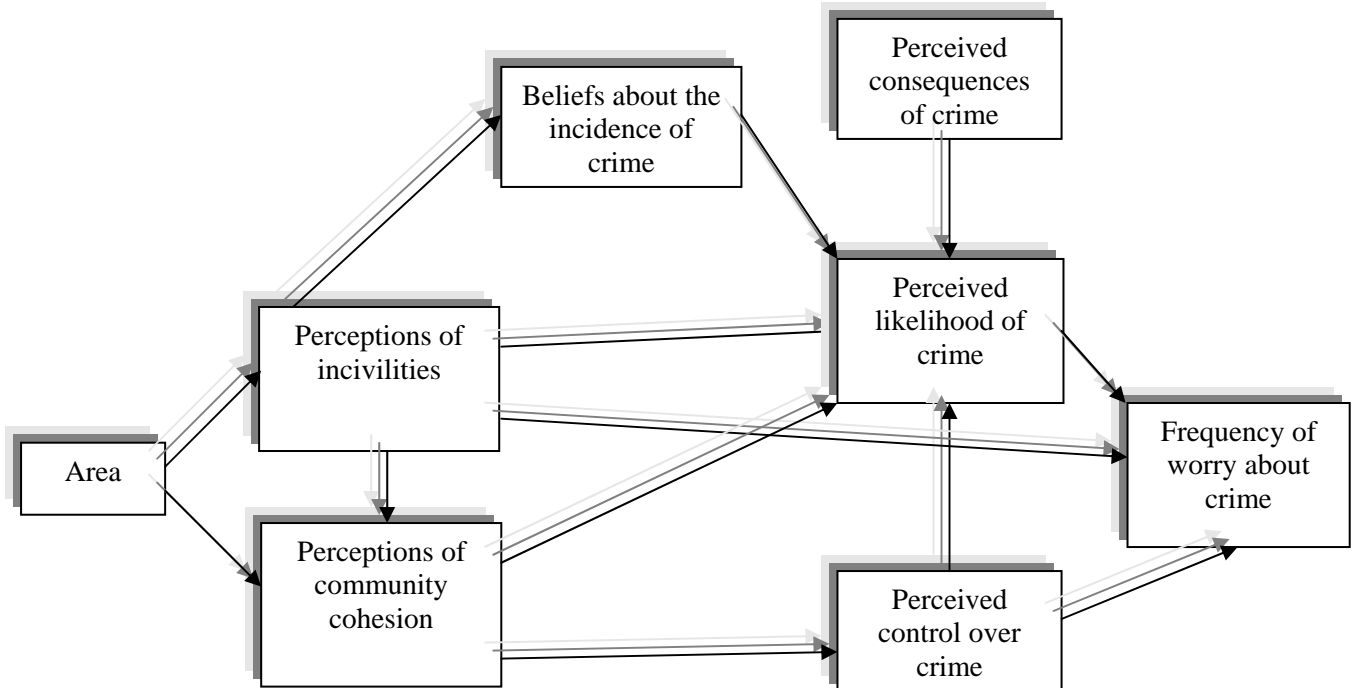 Perceived
consequences
of crime
Beliefs about the
incidence of
crime
Perceived
likelihood of
crime
Perceptions of
incivilities
Frequency of
worry about
crime
Area
Perceptions of
community
cohesion
Perceived
control over
crime